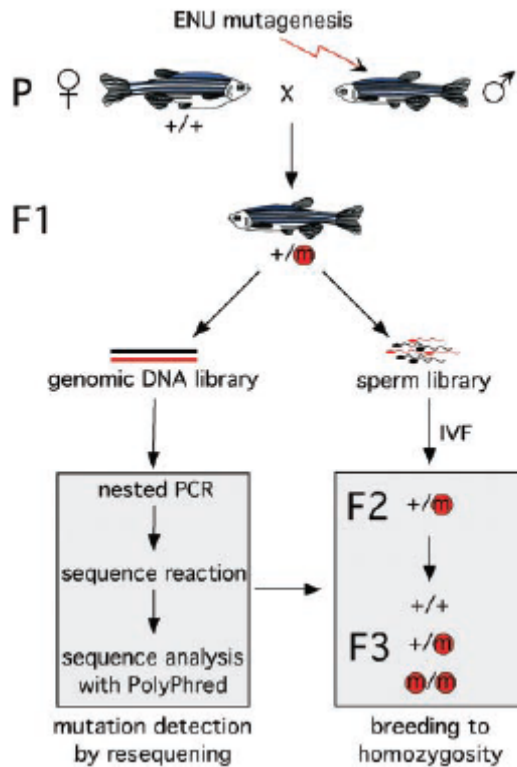 ENU mutagenesis
P ♀ x ♂
+/+
F1
+/m
genomic DNA library
sperm library
IVF
nested PCR
sequence reaction
sequence analysis
with PolyPhred
mutation detection
by resequening
F2 +/m
+/+
F3 +/m
m/m
breeding to
homozygosity